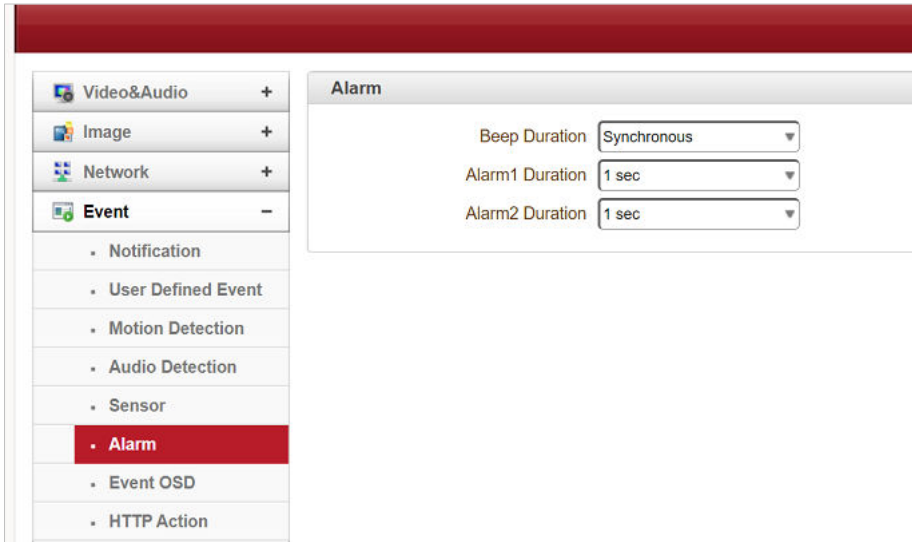 Video&Audio +
Image +
Network +
Event −
Notification
User Defined Event
Motion Detection
Audio Detection
Sensor
Alarm
Event OSD
HTTP Action
Alarm
Beep Duration Synchronous
Alarm1 Duration 1 sec
Alarm2 Duration 1 sec